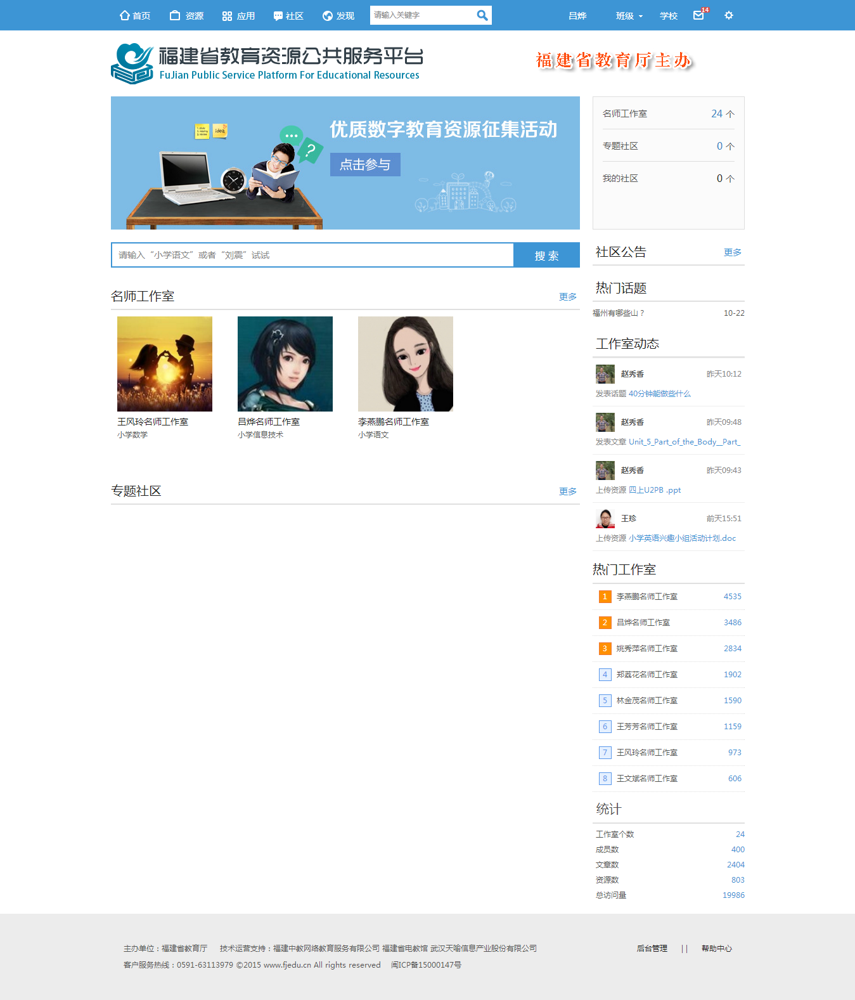 首页 资源 应用 社区 发现 请输入关键字 吕烨 班级 学校 14
福建省教育资源公共服务平台
FuJian Public Service Platform For Educational Resources
福建省教育厅主办
idea
优质数字教育资源征集活动
点击参与
名师工作室 24 个
专题社区 0 个
我的社区 0 个
请输入“小学语文”或者“刘震”试试 搜 索
名师工作室 更多
王风玲名师工作室
小学数学
吕烨名师工作室
小学信息技术
李燕鹏名师工作室
小学语文
专题社区 更多
社区公告 更多
热门话题
福州有哪些山？ 10-22
工作室动态
赵秀香 昨天10:12
发表话题 40分钟能做些什么
赵秀香 昨天09:48
发表文章 Unit_5_Part_of_the_Body__Part_
赵秀香 昨天09:43
上传资源 四上U2PB .ppt
王珍 前天15:51
上传资源 小学英语兴趣小组活动计划.doc
热门工作室
1 李燕鹏名师工作室 4535
2 吕烨名师工作室 3486
3 姚秀萍名师工作室 2834
4 郑荔花名师工作室 1902
5 林金茂名师工作室 1590
6 王芳芳名师工作室 1159
7 王风玲名师工作室 973
8 王文斌名师工作室 606
统计
工作室个数 24
成员数 400
文章数 2404
资源数 803
总访问量 19986
主办单位：福建省教育厅 技术运营支持：福建中教网络教育服务有限公司 福建省电教馆 武汉天喻信息产业股份有限公司
客户服务热线：0591-63113979 ©2015 www.fjedu.cn All rights reserved 闽ICP备15000147号
后台管理 | | 帮助中心